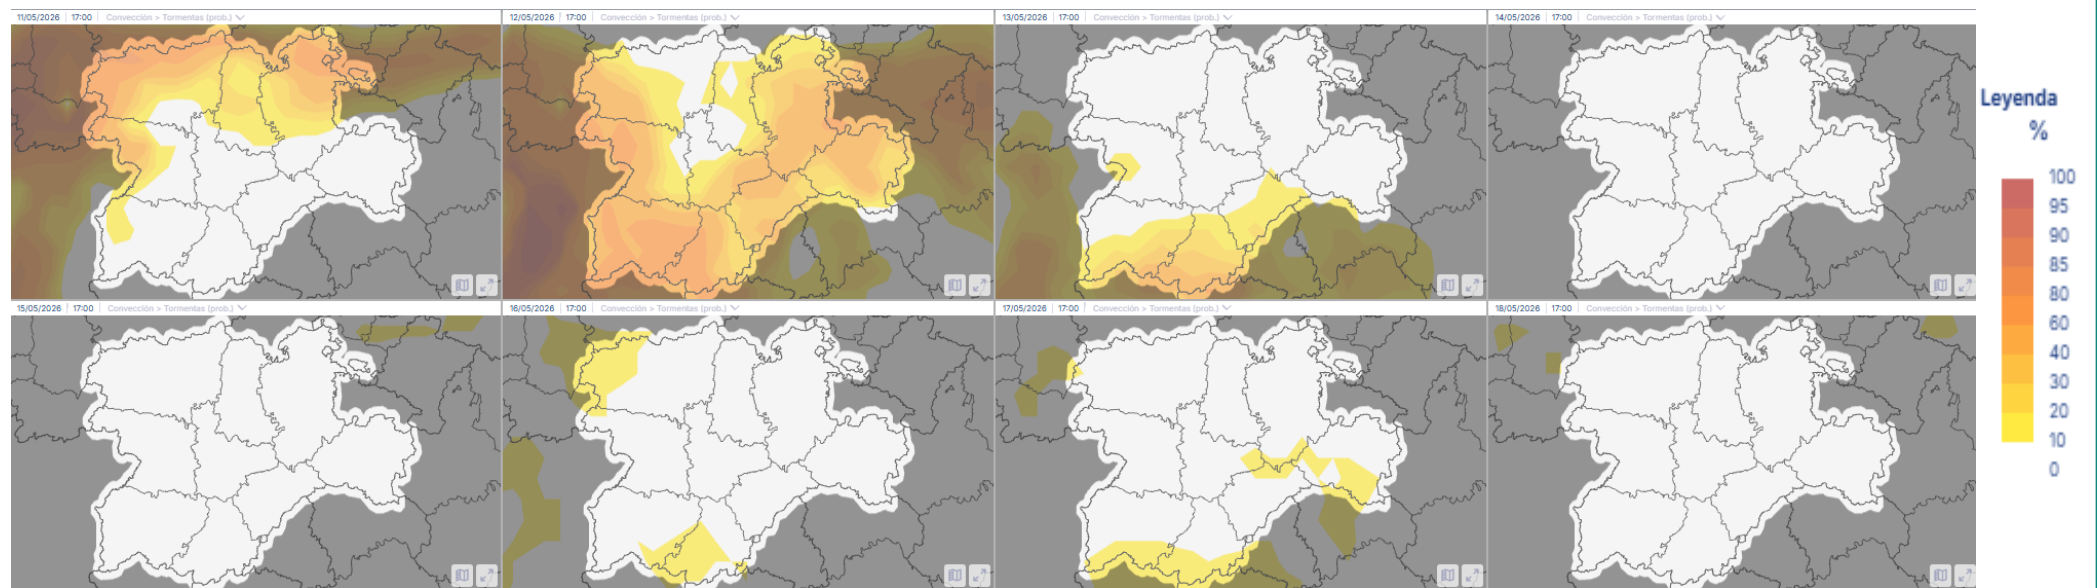 11/05/2026 17:00 Convección > Tormentas (prob.)
12/05/2026 17:00 Convección > Tormentas (prob.)
13/05/2026 17:00 Convección > Tormentas (prob.)
14/05/2026 17:00 Convección > Tormentas (prob.)
15/05/2026 17:00 Convección > Tormentas (prob.)
16/05/2026 17:00 Convección > Tormentas (prob.)
17/05/2026 17:00 Convección > Tormentas (prob.)
18/05/2026 17:00 Convección > Tormentas (prob.)
Leyenda
%
100
95
90
85
80
60
40
30
20
10
0